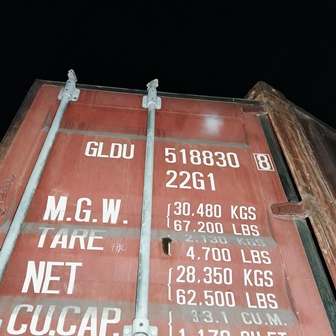 GLDU 518830 8
22G1
M.G.W. 30,480 KGS
67,200 LBS
TARE 2,130 KGS
4,700 LBS
NET 28,350 KGS
62,500 LBS
CU.CAP. 33.1 CU.M.